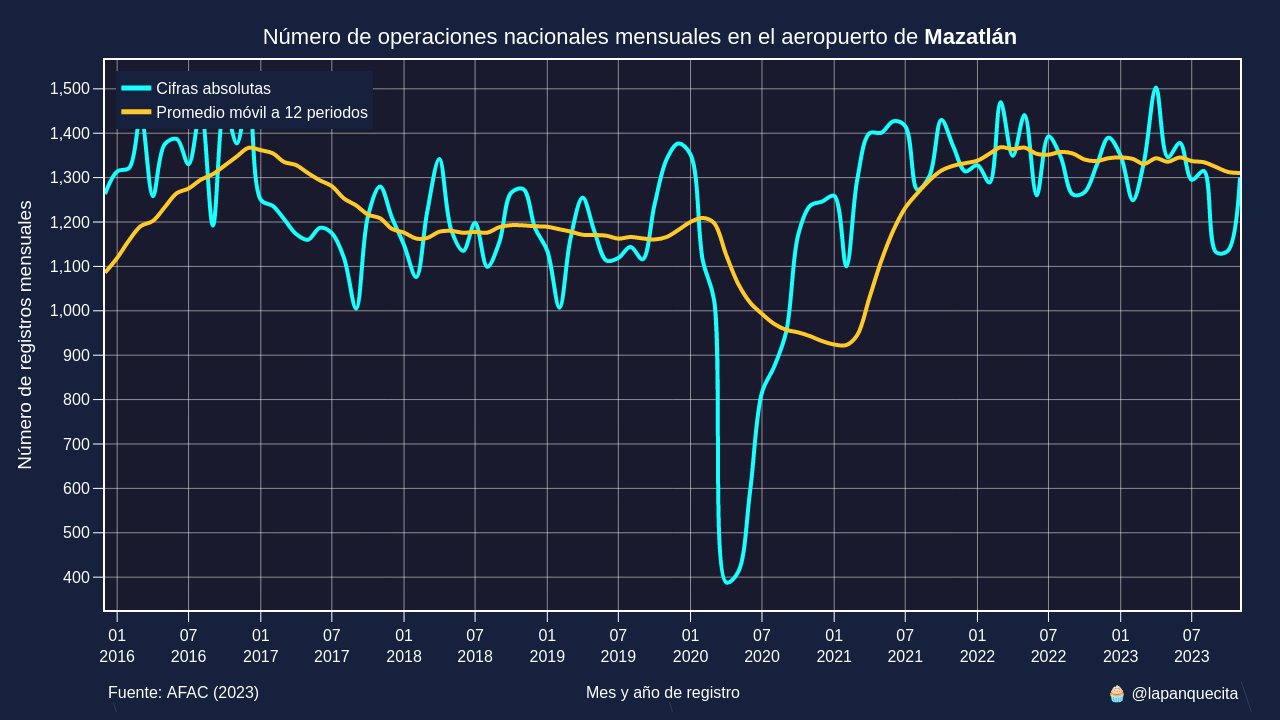 Número de operaciones nacionales mensuales en el aeropuerto de Mazatlán
Cifras absolutas
Promedio móvil a 12 periodos
Número de registros mensuales
1,500
1,400
1,300
1,200
1,100
1,000
900
800
700
600
500
400
01 07 01 07 01 07 01 07 01 07 01 07 01 07 01 07
2016 2016 2017 2017 2018 2018 2019 2019 2020 2020 2021 2021 2022 2022 2023 2023
Fuente: AFAC (2023)
Mes y año de registro
🧁 @lapanquecita